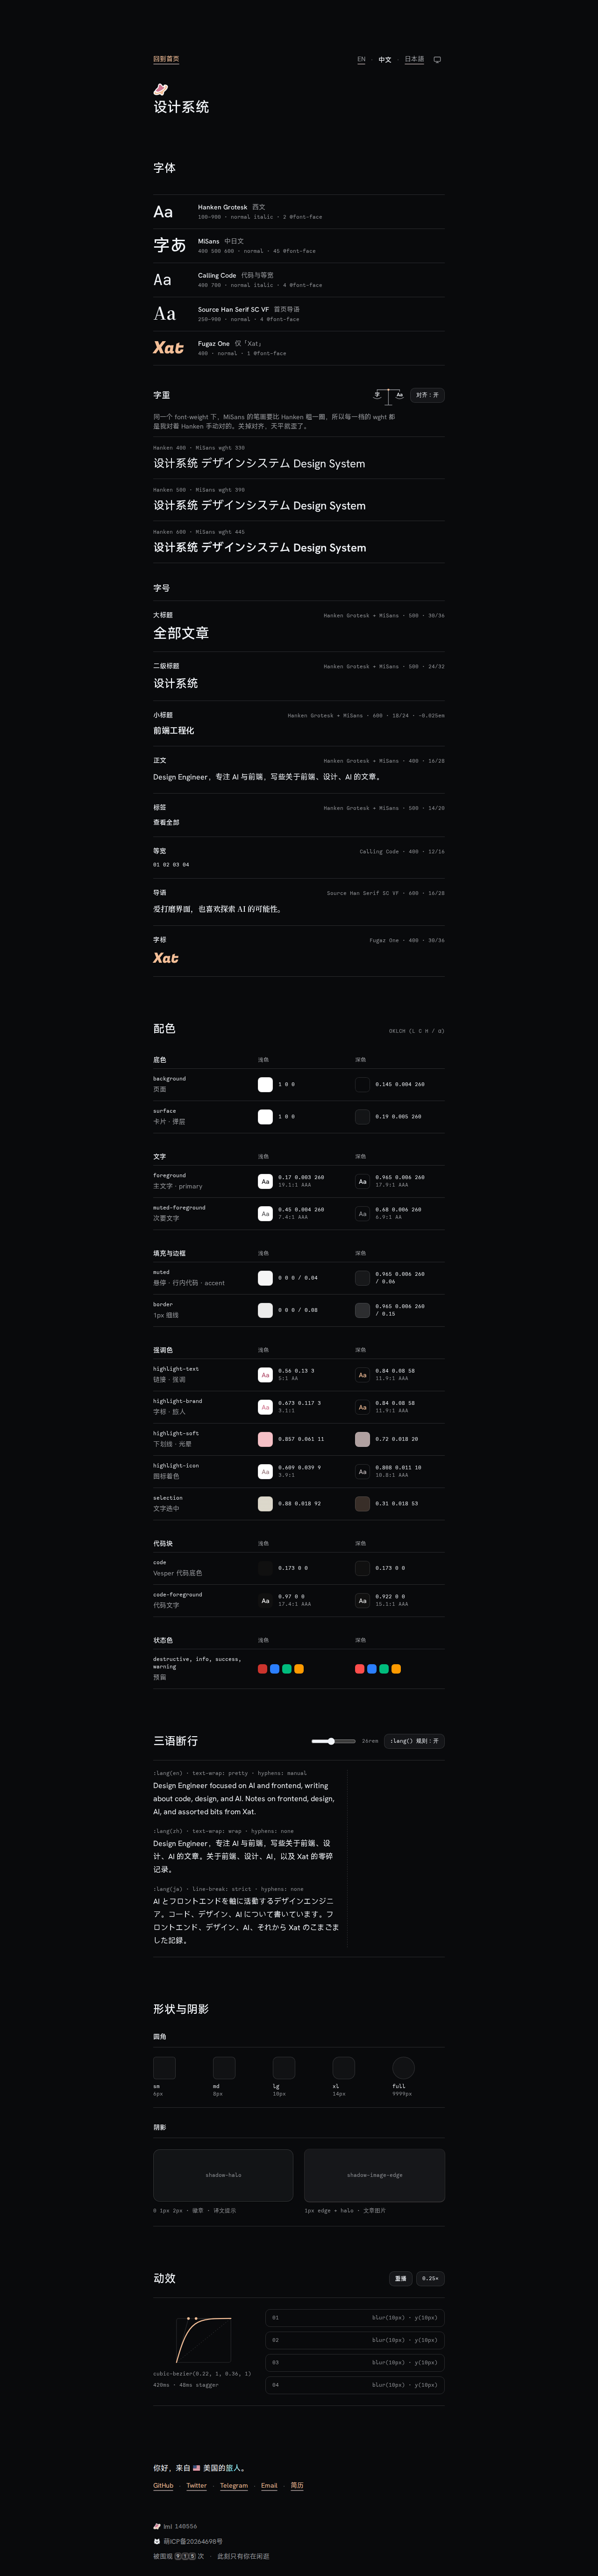 回到首页
EN · 中文 · 日本語
设计系统
字体
Aa
Hanken Grotesk 西文
100–900 · normal italic · 2 @font-face
字あ
MiSans 中日文
400 500 600 · normal · 45 @font-face
Aa
Calling Code 代码与等宽
400 700 · normal italic · 4 @font-face
Aa
Source Han Serif SC VF 首页导语
250–900 · normal · 4 @font-face
Xat
Fugaz One 仅「Xat」
400 · normal · 1 @font-face
字重
字 Aa
对齐：开
同一个 font-weight 下，MiSans 的笔画要比 Hanken 粗一圈，所以每一档的 wght 都
是我对着 Hanken 手动对的。关掉对齐，天平就歪了。
Hanken 400 · MiSans wght 330
设计系统 デザインシステム Design System
Hanken 500 · MiSans wght 390
设计系统 デザインシステム Design System
Hanken 600 · MiSans wght 445
设计系统 デザインシステム Design System
字号
大标题
Hanken Grotesk + MiSans · 500 · 30/36
全部文章
二级标题
Hanken Grotesk + MiSans · 500 · 24/32
设计系统
小标题
Hanken Grotesk + MiSans · 600 · 18/24 · -0.025em
前端工程化
正文
Hanken Grotesk + MiSans · 400 · 16/28
Design Engineer，专注 AI 与前端，写些关于前端、设计、AI 的文章。
标签
Hanken Grotesk + MiSans · 500 · 14/20
查看全部
等宽
Calling Code · 400 · 12/16
01 02 03 04
导语
Source Han Serif SC VF · 600 · 16/28
爱打磨界面，也喜欢探索 AI 的可能性。
字标
Fugaz One · 400 · 30/36
Xat
配色
OKLCH (L C H / α)
底色 浅色 深色
background
页面
1 0 0
0.145 0.004 260
surface
卡片 · 弹层
1 0 0
0.19 0.005 260
文字 浅色 深色
foreground
主文字 · primary
Aa 0.17 0.003 260
19.1:1 AAA
Aa 0.965 0.006 260
17.9:1 AAA
muted-foreground
次要文字
Aa 0.45 0.004 260
7.4:1 AAA
Aa 0.68 0.006 260
6.9:1 AA
填充与边框 浅色 深色
muted
悬停 · 行内代码 · accent
0 0 0 / 0.04
0.965 0.006 260
/ 0.06
border
1px 细线
0 0 0 / 0.08
0.965 0.006 260
/ 0.15
强调色 浅色 深色
highlight-text
链接 · 强调
Aa 0.56 0.13 3
5:1 AA
Aa 0.84 0.08 58
11.9:1 AAA
highlight-brand
字标 · 旅人
Aa 0.673 0.117 3
3.1:1
Aa 0.84 0.08 58
11.9:1 AAA
highlight-soft
下划线 · 光晕
0.857 0.061 11
0.72 0.018 20
highlight-icon
图标着色
Aa 0.609 0.039 9
3.9:1
Aa 0.808 0.011 10
10.8:1 AAA
selection
文字选中
0.88 0.018 92
0.31 0.018 53
代码块 浅色 深色
code
Vesper 代码底色
0.173 0 0
0.173 0 0
code-foreground
代码文字
Aa 0.97 0 0
17.4:1 AAA
Aa 0.922 0 0
15.1:1 AAA
状态色 浅色 深色
destructive, info, success,
warning
预留
三语断行
26rem
:lang() 规则：开
:lang(en) · text-wrap: pretty · hyphens: manual
Design Engineer focused on AI and frontend, writing
about code, design, and AI. Notes on frontend, design,
AI, and assorted bits from Xat.
:lang(zh) · text-wrap: wrap · hyphens: none
Design Engineer，专注 AI 与前端，写些关于前端、设
计、AI 的文章。关于前端、设计、AI，以及 Xat 的零碎
记录。
:lang(ja) · line-break: strict · hyphens: none
AI とフロントエンドを軸に活動するデザインエンジニ
ア。コード、デザイン、AI について書いています。フ
ロントエンド、デザイン、AI、それから Xat のこまごま
した記録。
形状与阴影
圆角
sm
6px
md
8px
lg
10px
xl
14px
full
9999px
阴影
shadow-halo
shadow-image-edge
0 1px 2px · 徽章 · 译文提示
1px edge + halo · 文章图片
动效
重播
0.25×
01 blur(10px) · y(10px)
02 blur(10px) · y(10px)
03 blur(10px) · y(10px)
04 blur(10px) · y(10px)
cubic-bezier(0.22, 1, 0.36, 1)
420ms · 48ms stagger
你好，来自 美国的旅人。
GitHub · Twitter · Telegram · Email · 简历
iml 140556
萌ICP备20264698号
次 · 此刻只有你在闲逛